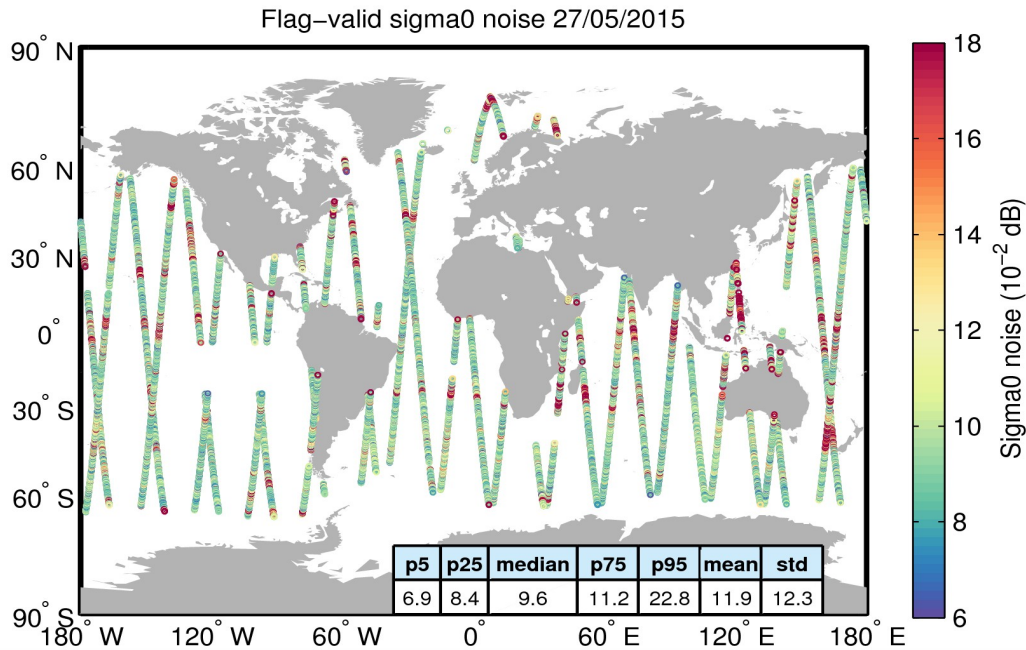 Flag−valid sigma0 noise 27/05/2015
90° N
60° N
30° N
0°
30° S
60° S
90° S
180° W
120° W
60° W
0°
60° E
120° E
180° E
p5 p25 median p75 p95 mean std
6.9 8.4 9.6 11.2 22.8 11.9 12.3
18
16
14
12
10
8
6
Sigma0 noise (10⁻² dB)